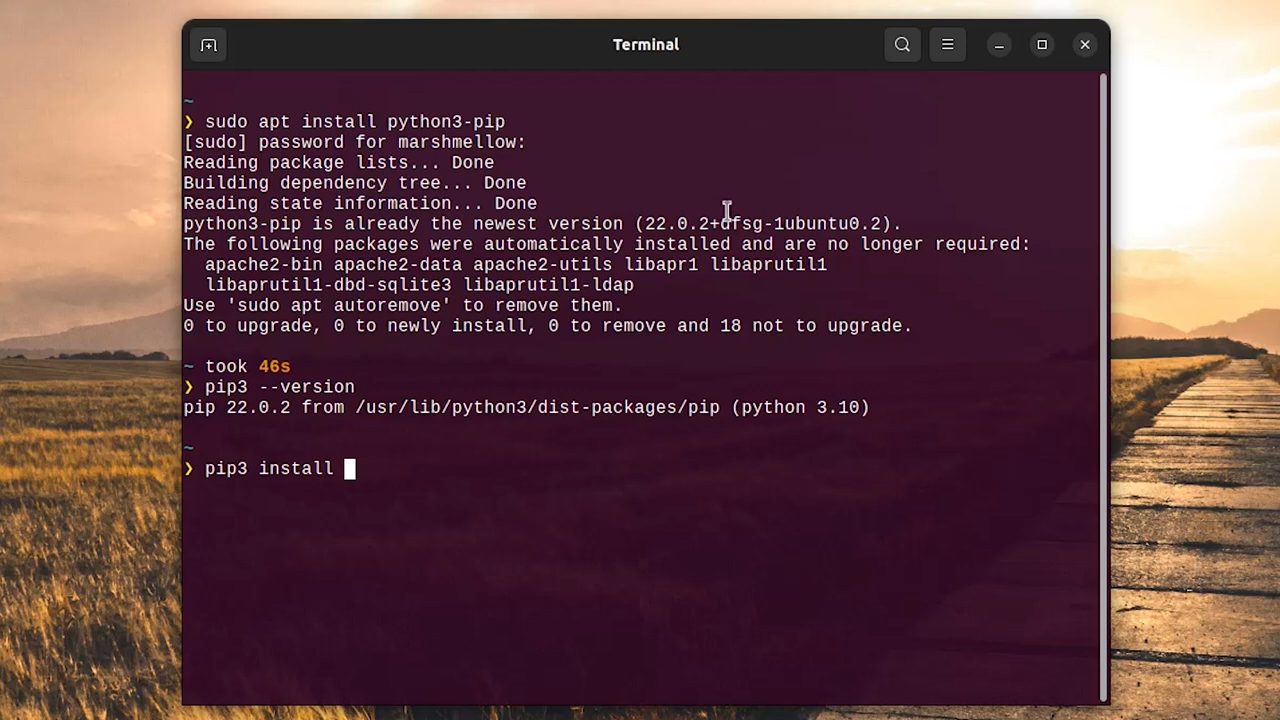 Terminal
~
❯ sudo apt install python3-pip
[sudo] password for marshmellow:
Reading package lists... Done
Building dependency tree... Done
Reading state information... Done
python3-pip is already the newest version (22.0.2+dfsg-1ubuntu0.2).
The following packages were automatically installed and are no longer required:
  apache2-bin apache2-data apache2-utils libapr1 libaprutil1
  libaprutil1-dbd-sqlite3 libaprutil1-ldap
Use 'sudo apt autoremove' to remove them.
0 to upgrade, 0 to newly install, 0 to remove and 18 not to upgrade.
~ took 46s
❯ pip3 --version
pip 22.0.2 from /usr/lib/python3/dist-packages/pip (python 3.10)
~
❯ pip3 install